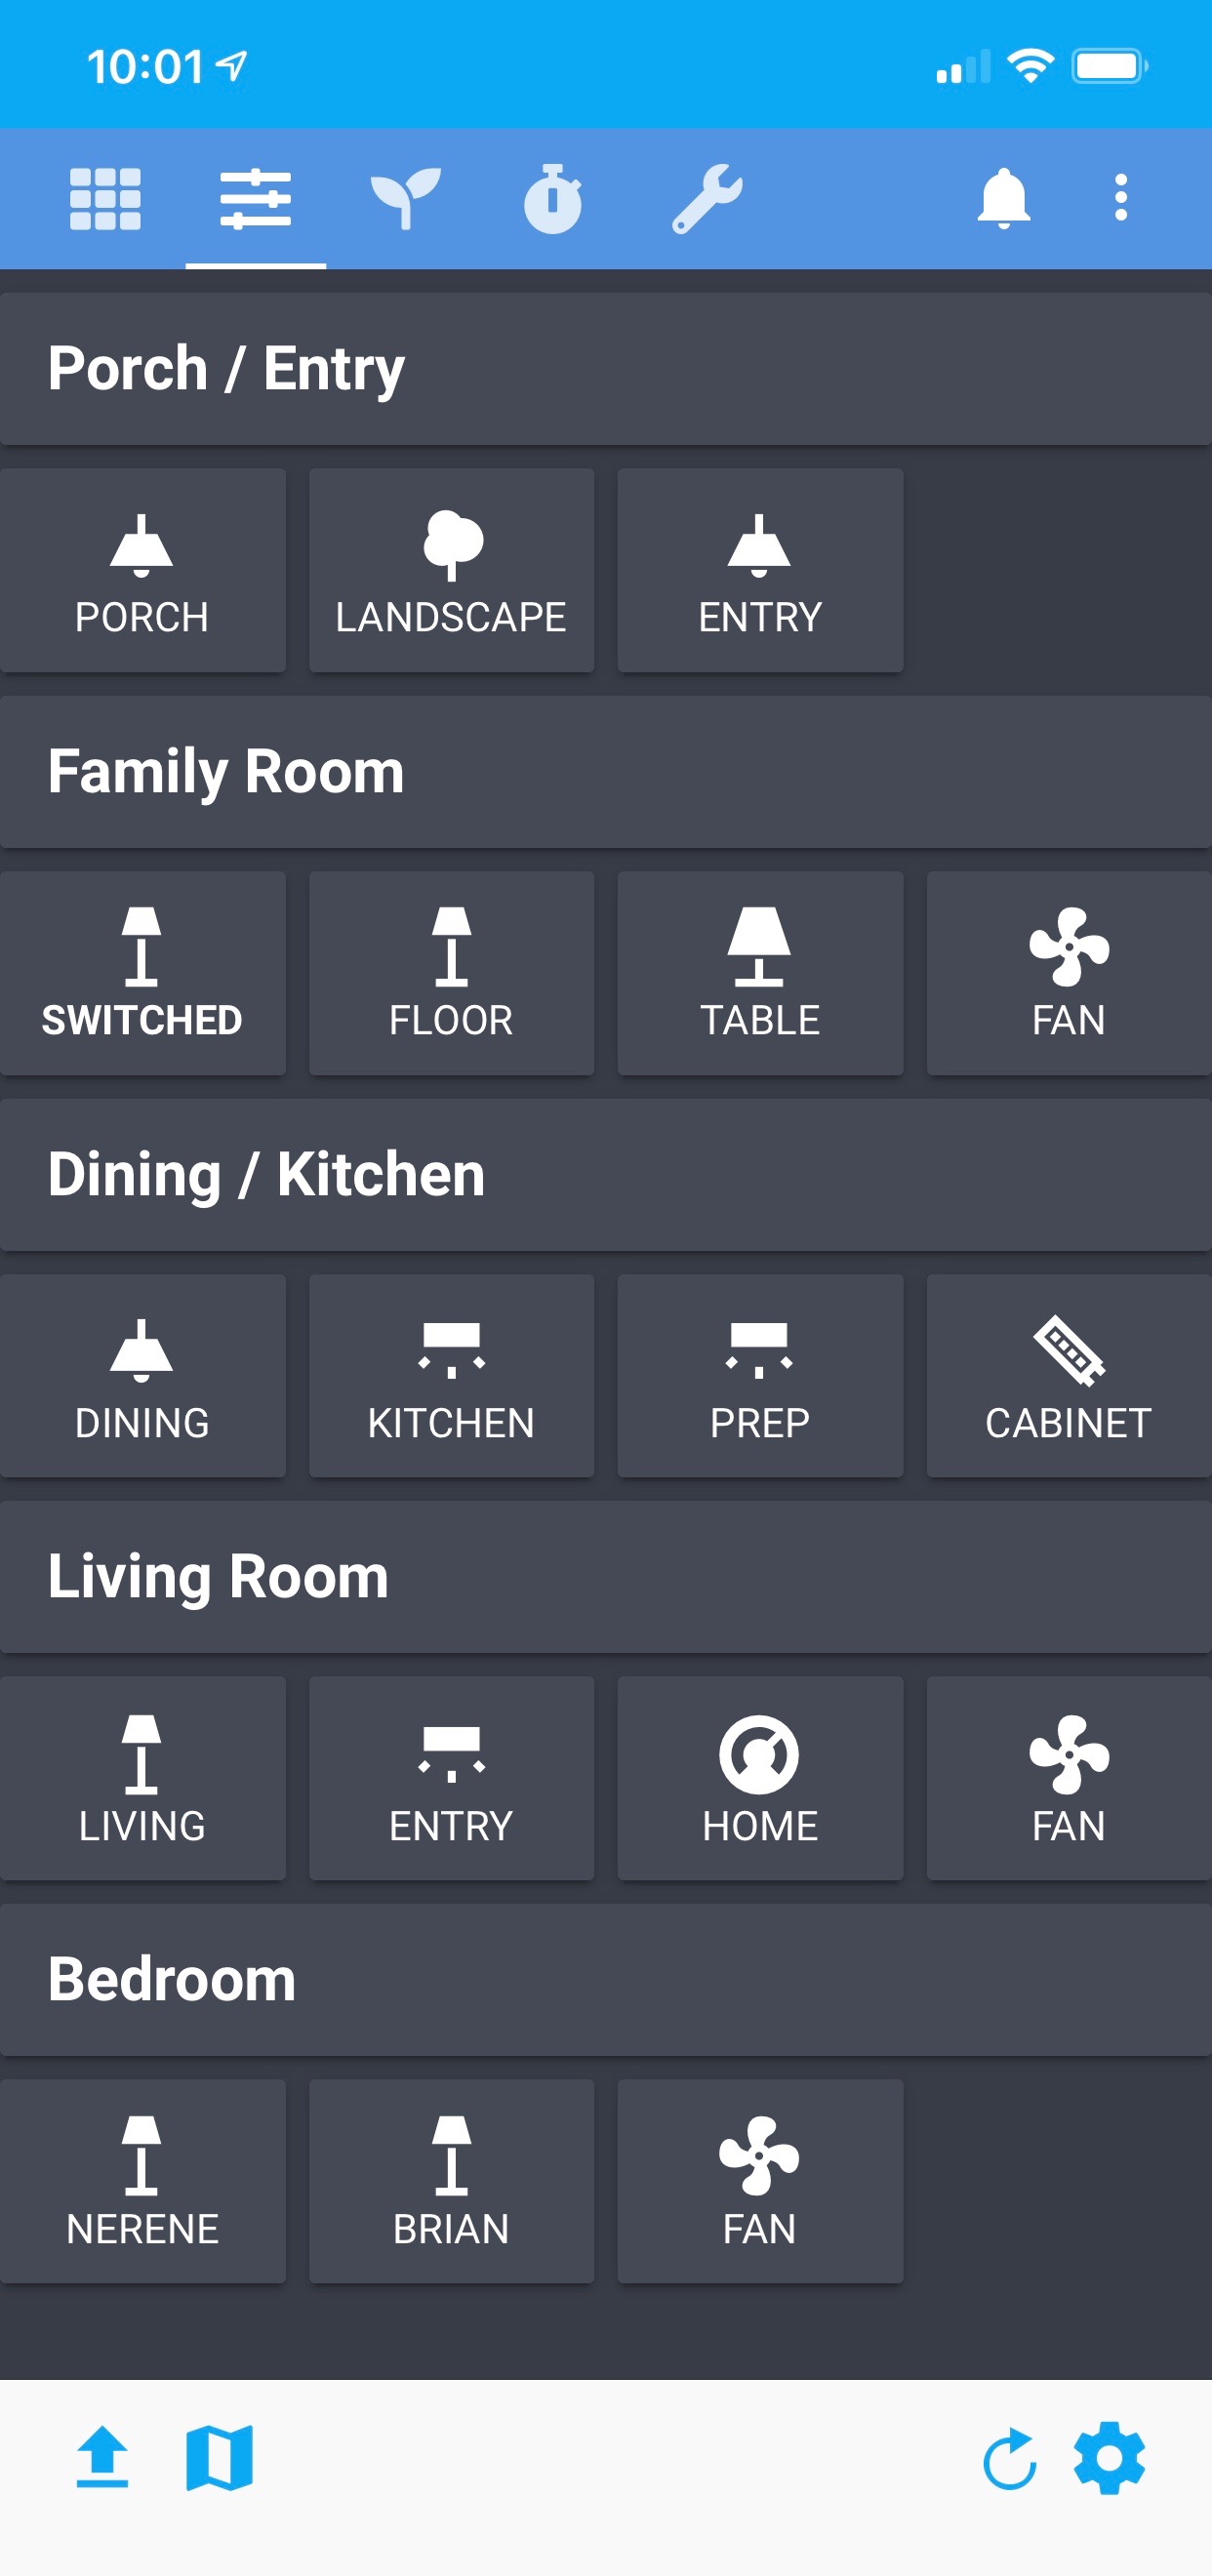 10:01
Porch / Entry
PORCH LANDSCAPE ENTRY
Family Room
SWITCHED FLOOR TABLE FAN
Dining / Kitchen
DINING KITCHEN PREP CABINET
Living Room
LIVING ENTRY HOME FAN
Bedroom
NERENE BRIAN FAN